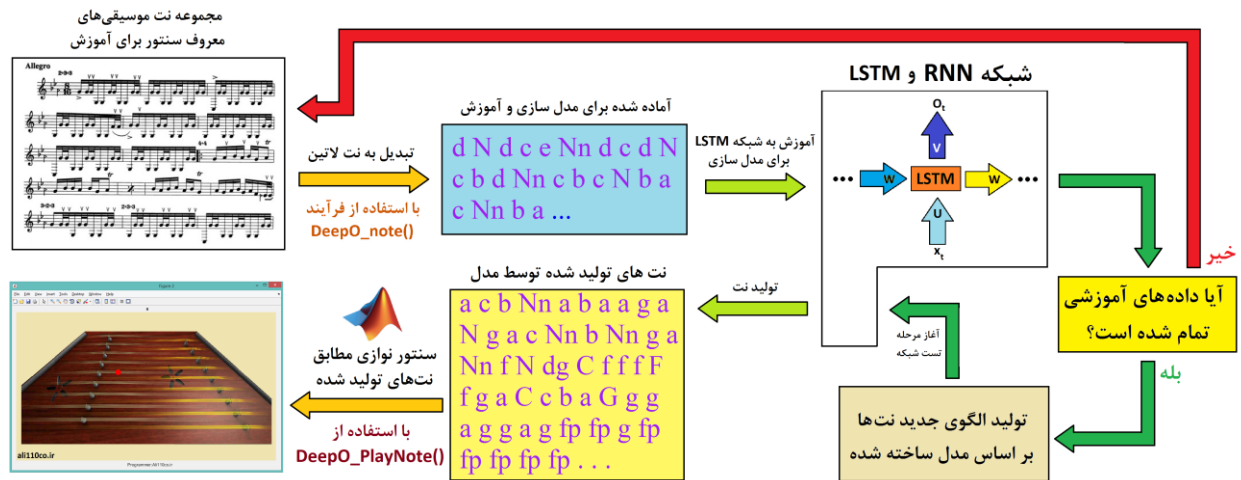 مجموعه نت موسیقی‌های
معروف سنتور برای آموزش
Allegro
تبدیل به نت لاتین
با استفاده از فرآیند
DeepO_note()
آماده شده برای مدل سازی و آموزش
d N d c e Nn d c d N
c b d Nn c b c N b a
c Nn b a ...
آموزش به شبکه LSTM
برای مدل سازی
شبکه RNN و LSTM
Ot
V
... W LSTM W ...
U
xt
خیر
آیا داده‌های آموزشی
تمام شده است؟
بله
تولید الگوی جدید نت‌ها
بر اساس مدل ساخته شده
آغاز مرحله
تست شبکه
تولید نت
نت های تولید شده توسط مدل
a c b Nn a b a a g a
N g a c Nn b Nn g a
Nn f N dg C f f f F
f g a C c b a G g g
a g g a g fp fp g fp
fp fp fp fp . . .
سنتور نوازی مطابق
نت‌های تولید شده
با استفاده از
DeepO_PlayNote()
ali110co.ir